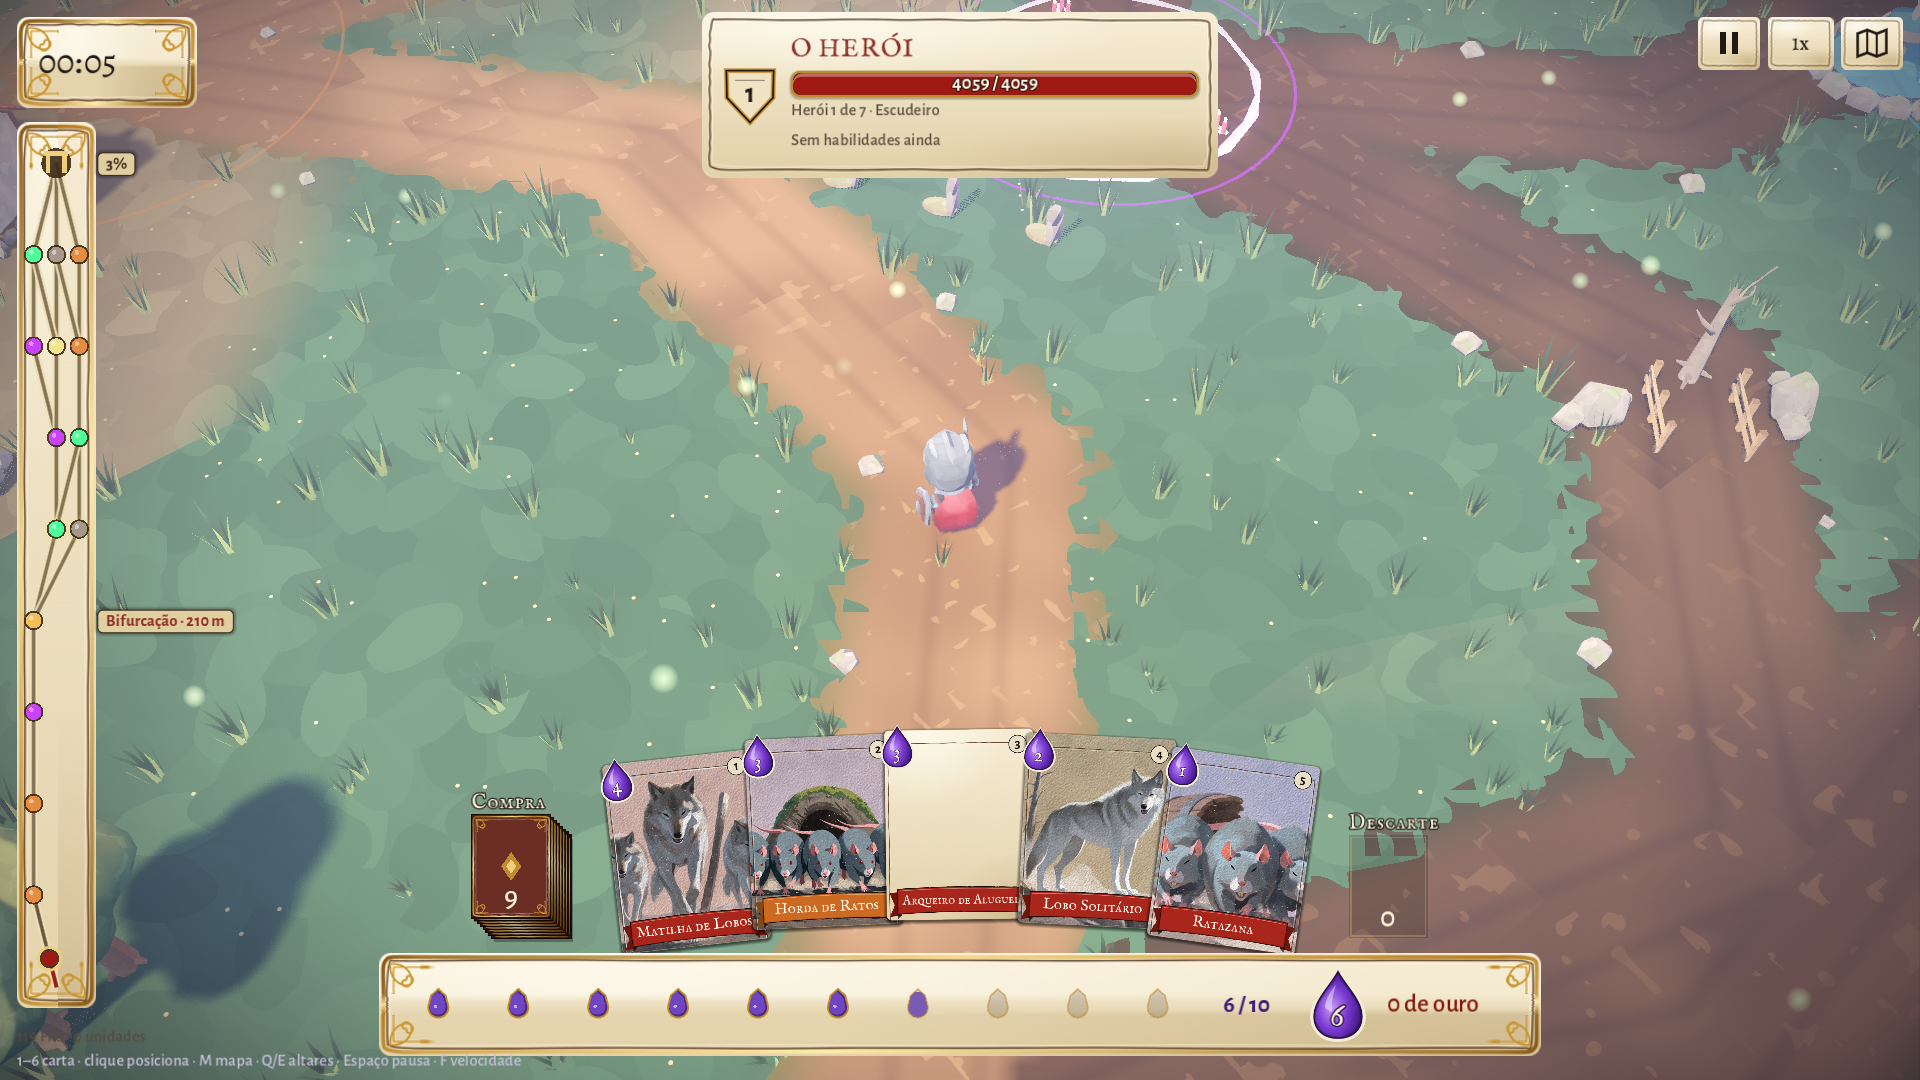 00:05
O HERÓI
1
4059 / 4059
Herói 1 de 7 · Escudeiro
Sem habilidades ainda
1x
3%
Bifurcação · 210 m
COMPRA
9
4
1
MATILHA DE LOBOS
3
2
HORDA DE RATOS
3
3
ARQUEIRO DE ALUGUEL
2
4
LOBO SOLITÁRIO
1
5
RATAZANA
DESCARTE
0
6 / 10
6
0 de ouro
unidades
1–6 carta · clique posiciona · M mapa · Q/E altares · Espaço pausa · F velocidade